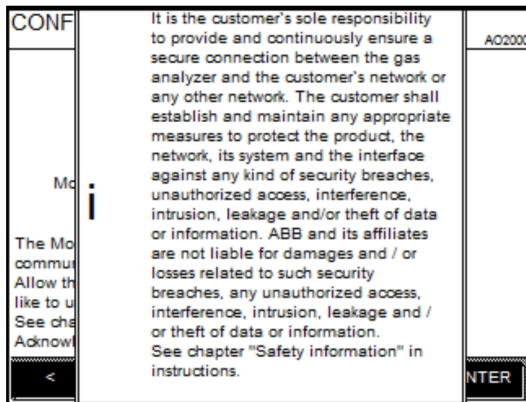 CONF
AO2000
It is the customer's sole responsibility
to provide and continuously ensure a
secure connection between the gas
analyzer and the customer's network or
any other network. The customer shall
establish and maintain any appropriate
measures to protect the product, the
network, its system and the interface
against any kind of security breaches,
unauthorized access, interference,
intrusion, leakage and/or theft of data
or information. ABB and its affiliates
are not liable for damages and / or
losses related to such security
breaches, any unauthorized access,
interference, intrusion, leakage and /
or theft of data or information.
See chapter "Safety information" in
instructions.
i
Mo
The Mo
commu
Allow th
like to u
See cha
Acknowl
<
NTER